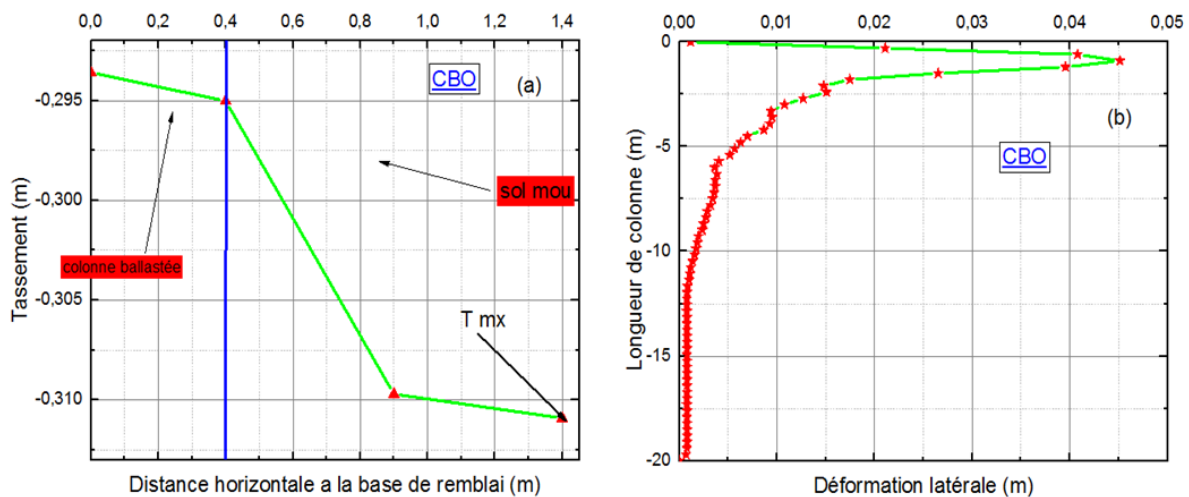 0,0 0,2 0,4 0,6 0,8 1,0 1,2 1,4
CBO
(a)
-0,295
-0,300
-0,305
-0,310
Tassement (m)
colonne ballastée
sol mou
T mx
Distance horizontale a la base de remblai (m)
0,00 0,01 0,02 0,03 0,04 0,05
0
-5
-10
-15
-20
Longueur de colonne (m)
(b)
CBO
Déformation latérale (m)